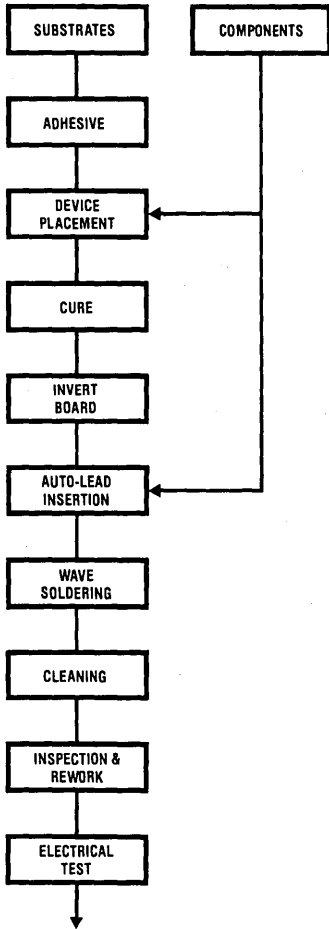 SUBSTRATES
COMPONENTS
ADHESIVE
DEVICE
PLACEMENT
CURE
INVERT
BOARD
AUTO-LEAD
INSERTION
WAVE
SOLDERING
CLEANING
INSPECTION &
REWORK
ELECTRICAL
TEST